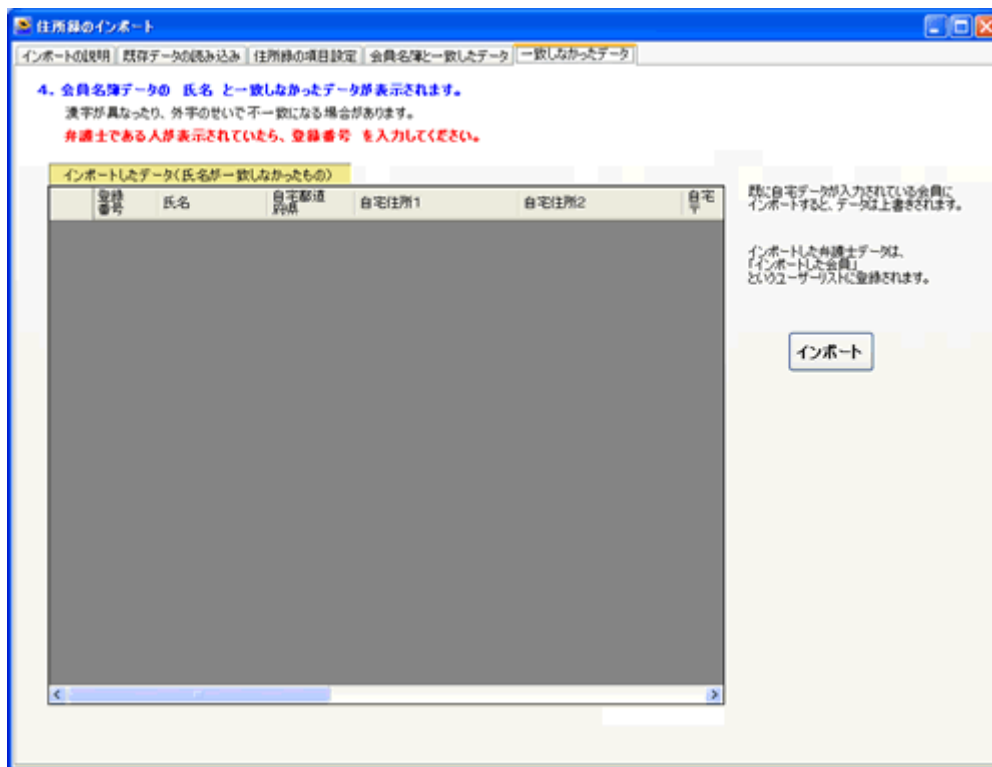 住所録のインポート
インポートの説明 既存データの読み込み 住所録の項目設定 会員名簿と一致したデータ 一致しなかったデータ
4、会員名簿データの 氏名 と一致しなかったデータが表示されます。
漢字が異なったり、外字のせいで不一致になる場合があります。
弁護士である人が表示されていたら、登録番号 を入力してください。
インポートしたデータ(氏名が一致しなかったもの)
登録番号 氏名 自宅都道府県 自宅住所1 自宅住所2 自宅〒
既に自宅データが入力されている会員に
インポートすると、データは上書きされます。
インポートした弁護士データは、
「インポートした会員」
というユーザーリストに登録されます。
インポート